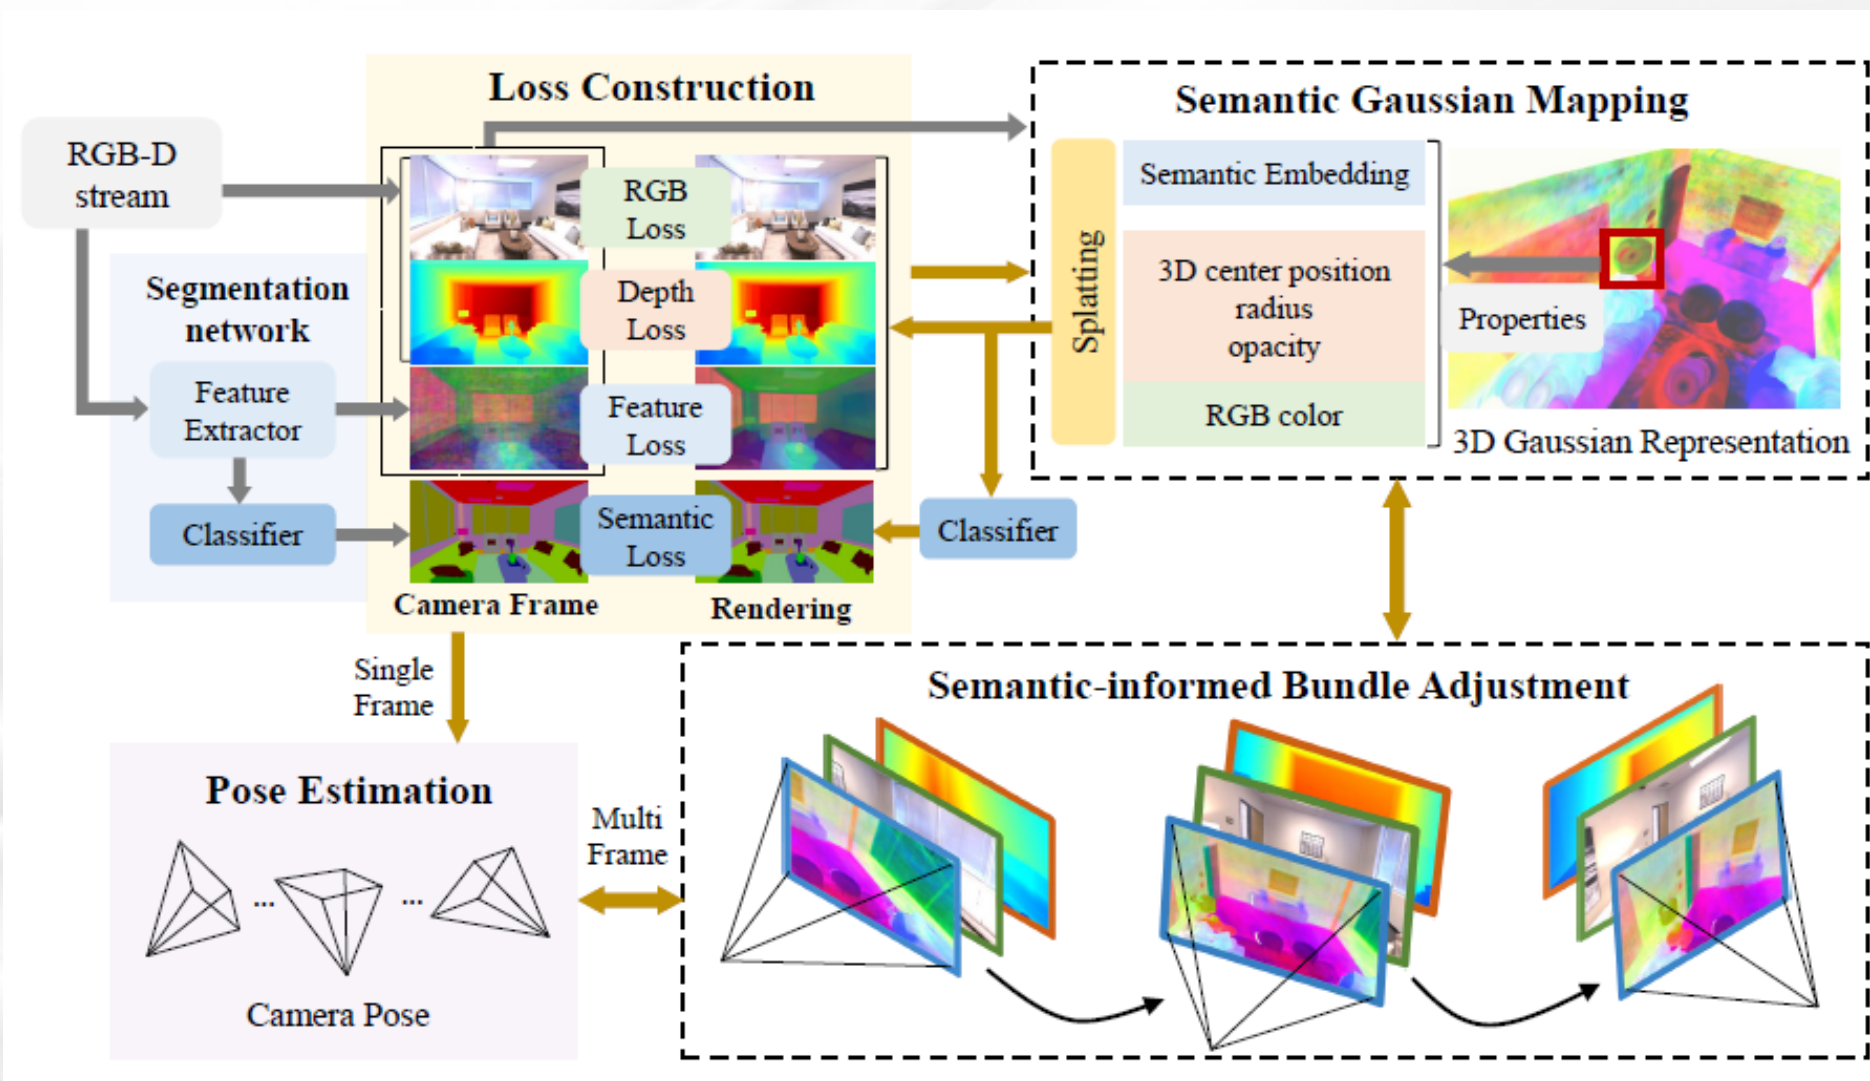 Loss Construction
RGB-D
stream
RGB
Loss
Depth
Loss
Feature
Loss
Semantic
Loss
Camera Frame
Rendering
Segmentation
network
Feature
Extractor
Classifier
Classifier
Semantic Gaussian Mapping
Splatting
Semantic Embedding
3D center position
radius
opacity
RGB color
Properties
3D Gaussian Representation
Single
Frame
Pose Estimation
...
...
Camera Pose
Multi
Frame
Semantic-informed Bundle Adjustment